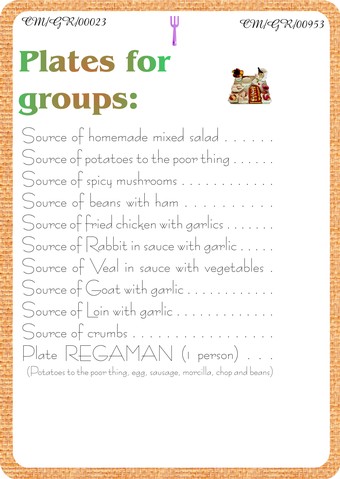 CM/GR/00023
CM/GR/00953
Plates for
groups:
Source of homemade mixed salad . . . . . .
Source of potatoes to the poor thing . . . . .
Source of spicy mushrooms . . . . . . . . . . .
Source of beans with ham . . . . . . . . . . .
Source of fried chicken with garlics . . . . . .
Source of Rabbit in sauce with garlic . . . . .
Source of Veal in sauce with vegetables .
Source of Goat with garlic . . . . . . . . . . .
Source of Loin with garlic . . . . . . . . . . . .
Source of crumbs . . . . . . . . . . . . . . . . .
Plate REGAMAN (1 person) . . .
(Potatoes to the poor thing, egg, sausage, morcilla, chop and beans)